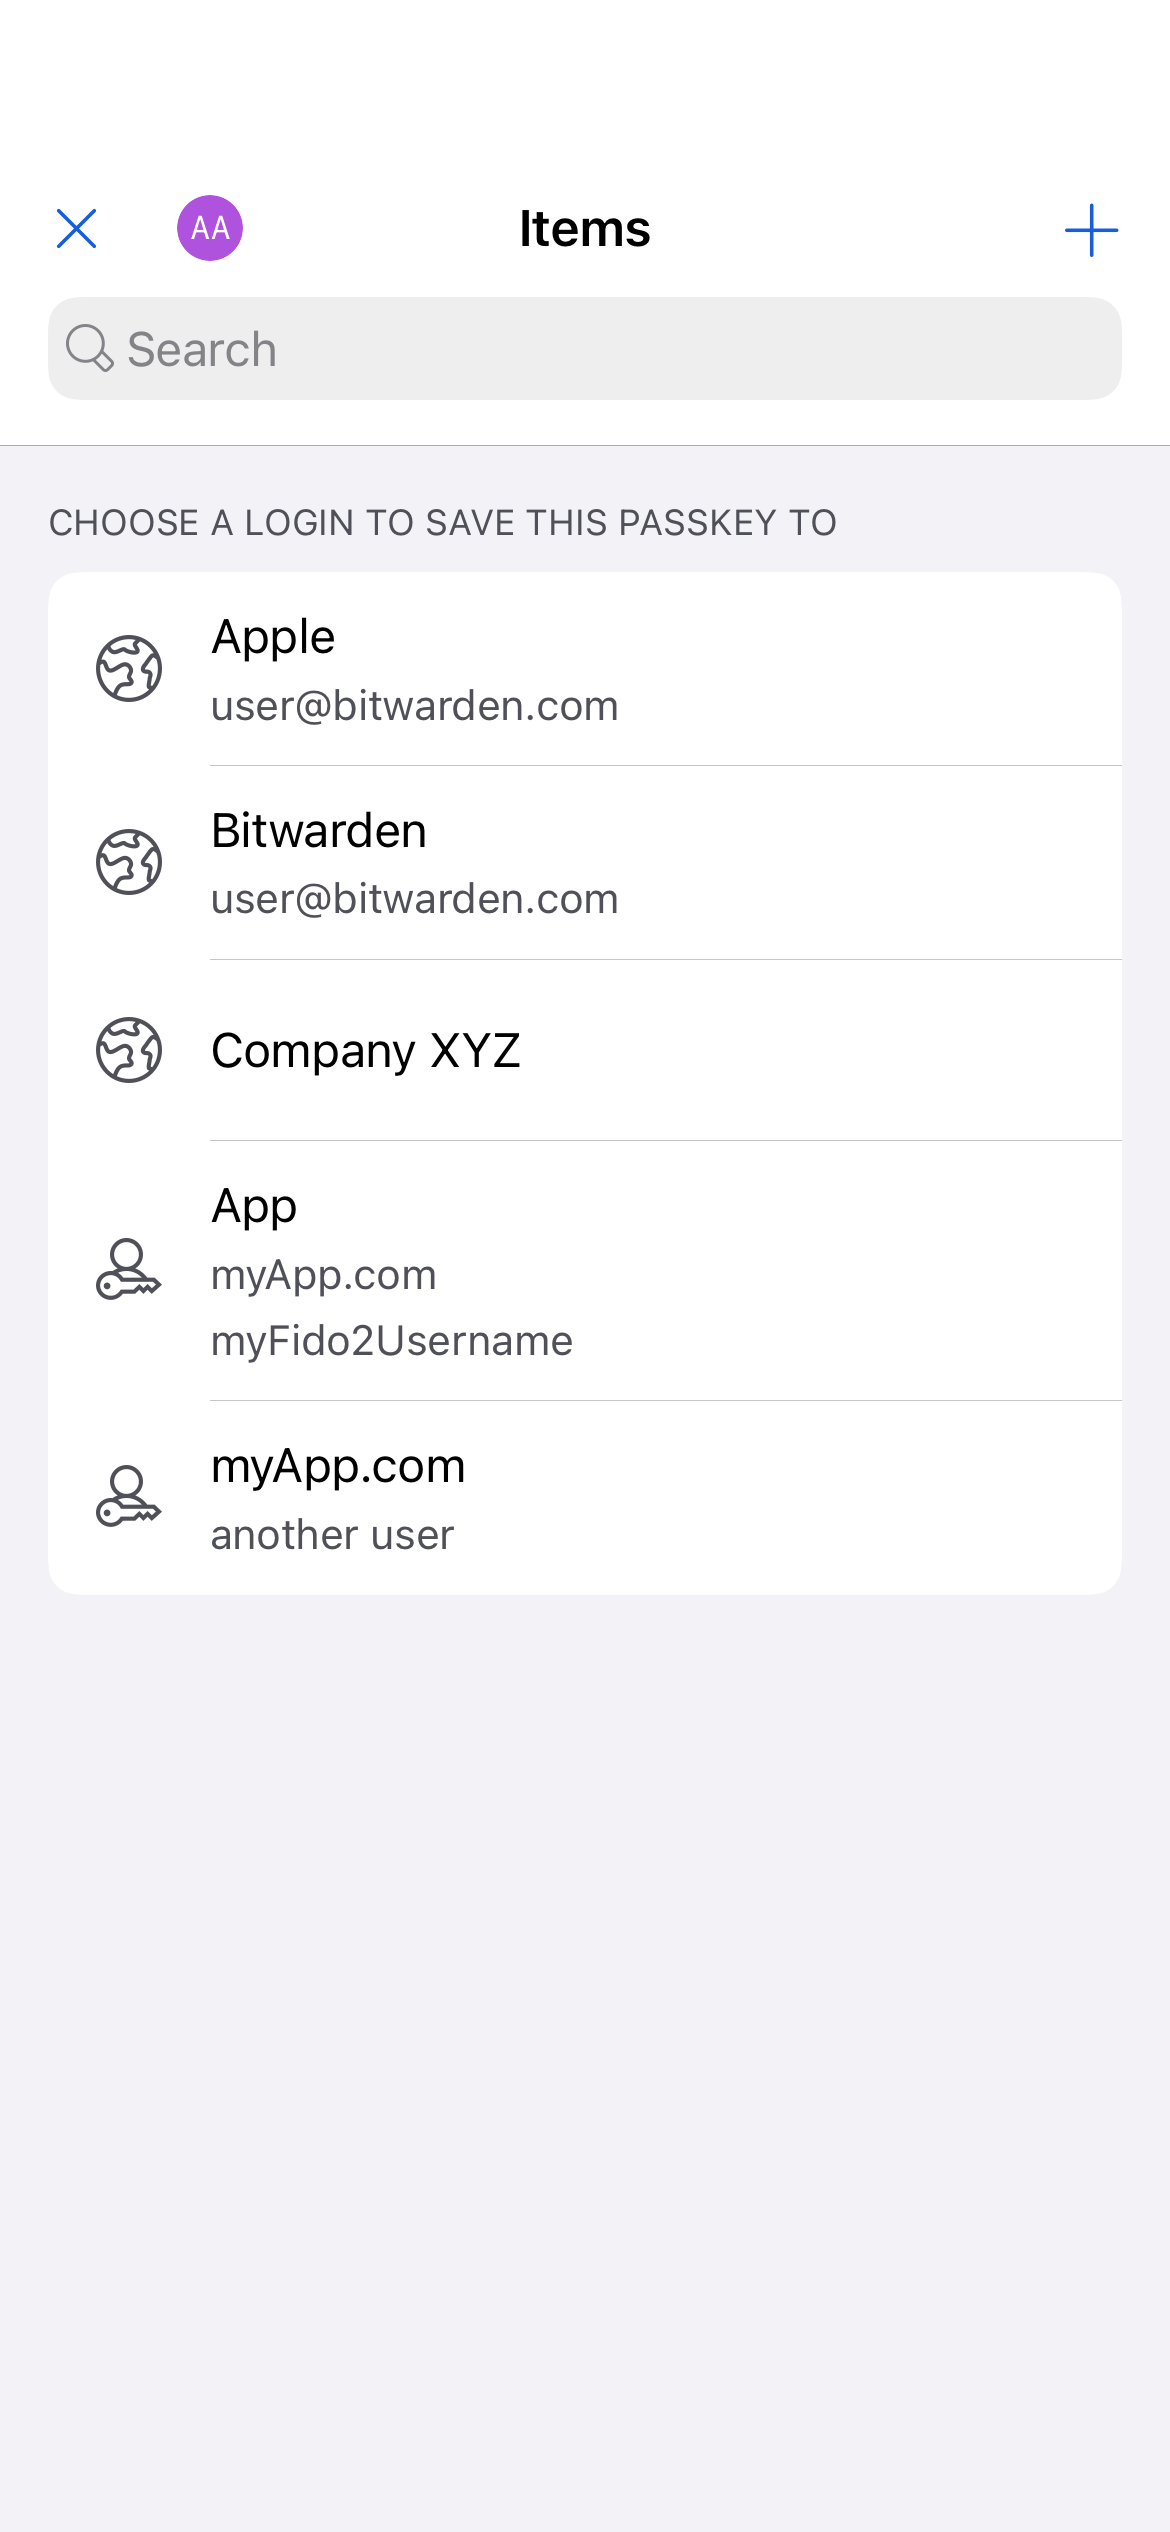 AA
Items
Search
CHOOSE A LOGIN TO SAVE THIS PASSKEY TO
Apple
user@bitwarden.com
Bitwarden
user@bitwarden.com
Company XYZ
App
myApp.com
myFido2Username
myApp.com
another user